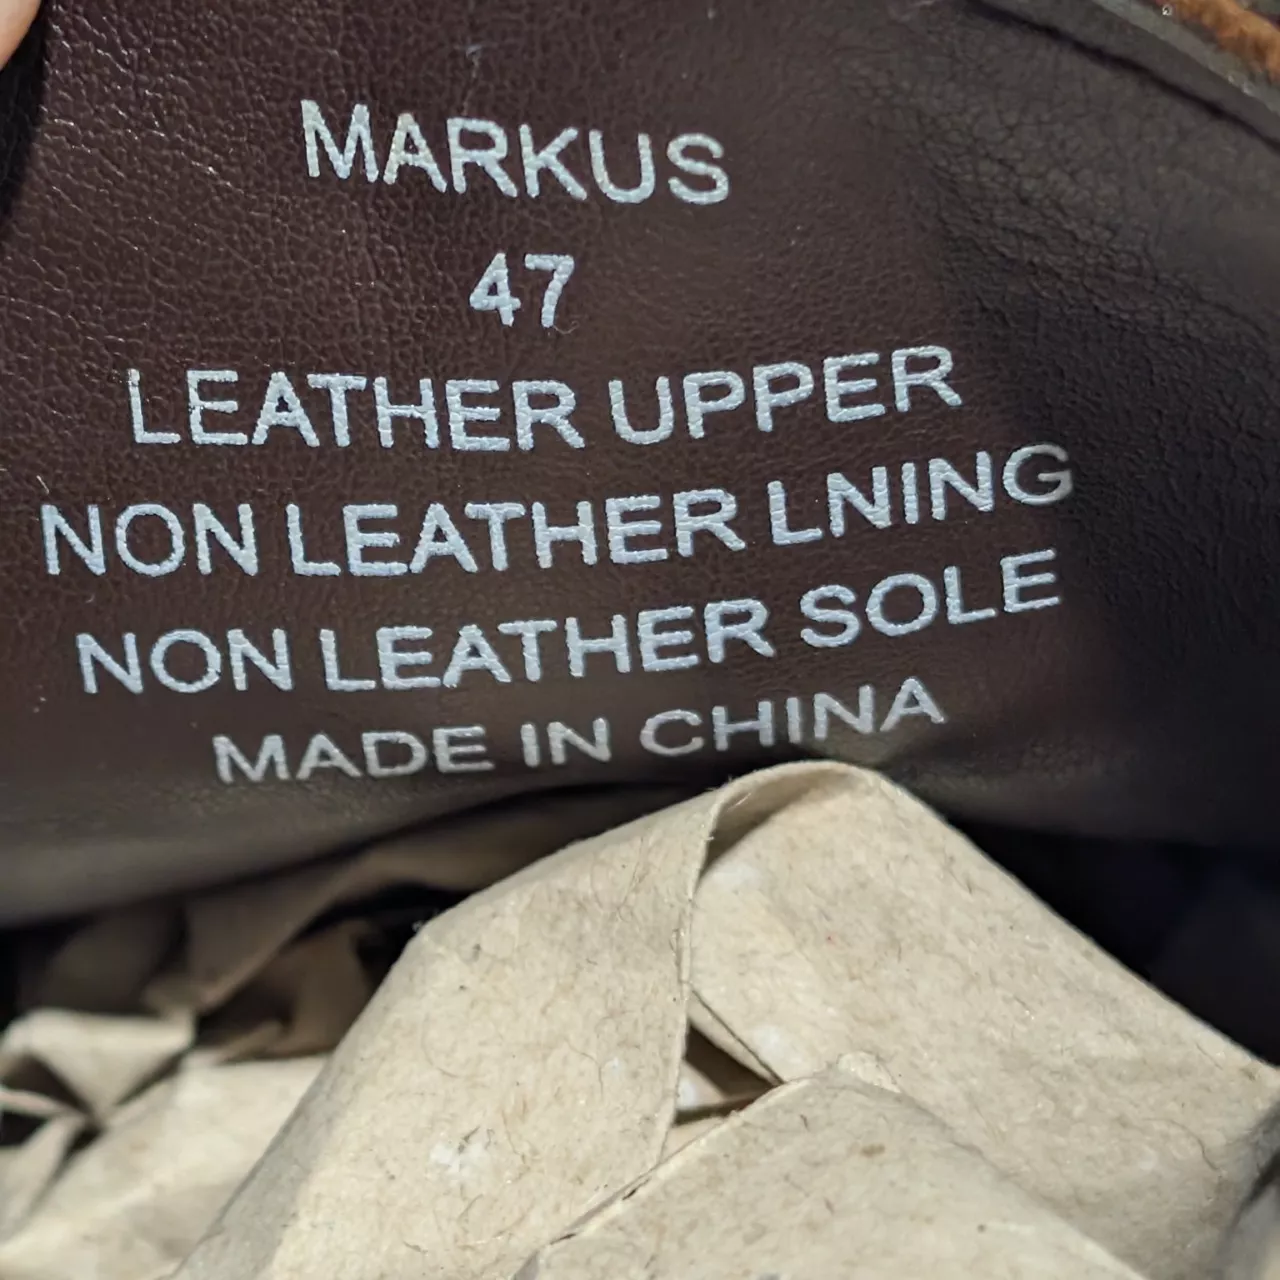 MARKUS
47
LEATHER UPPER
NON LEATHER LNING
NON LEATHER SOLE
MADE IN CHINA